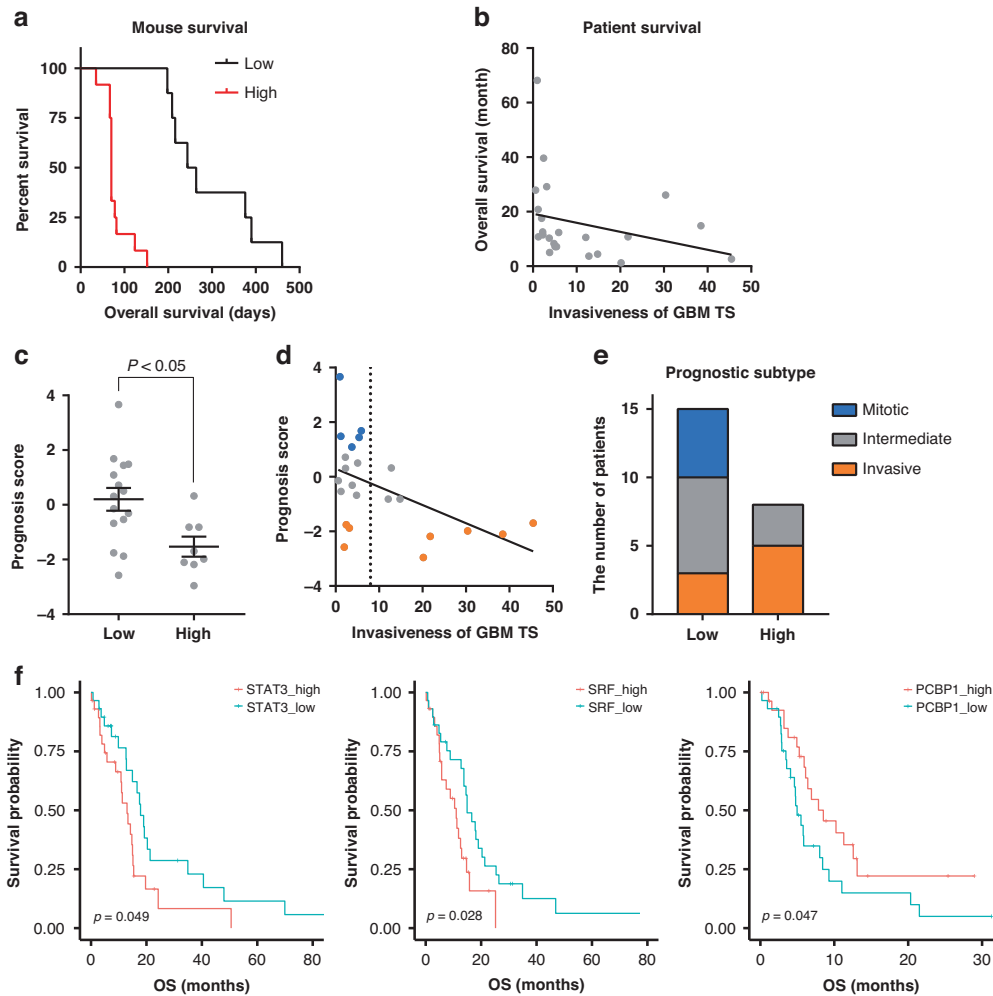 a
Mouse survival
Percent survival
100
75
50
25
0
Low
High
0 100 200 300 400 500
Overall survival (days)
b
Patient survival
Overall survival (month)
80
60
40
20
0
0 10 20 30 40 50
Invasiveness of GBM TS
c
P < 0.05
Prognosis score
4
2
0
–2
–4
Low High
d
Prognosis score
4
2
0
–2
–4
0 10 20 30 40 50
Invasiveness of GBM TS
e
Prognostic subtype
The number of patients
15
10
5
0
Low High
Mitotic
Intermediate
Invasive
f
Survival probability
1.00
0.75
0.50
0.25
0.00
STAT3_high
STAT3_low
p = 0.049
0 20 40 60 80
OS (months)
Survival probability
1.00
0.75
0.50
0.25
0.00
SRF_high
SRF_low
p = 0.028
0 20 40 60 80
OS (months)
Survival probability
1.00
0.75
0.50
0.25
0.00
PCBP1_high
PCBP1_low
p = 0.047
0 10 20 30
OS (months)